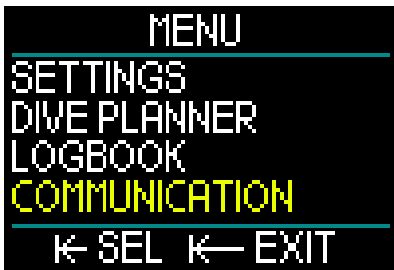 MENU
SETTINGS
DIVE PLANNER
LOGBOOK
COMMUNICATION
SEL EXIT